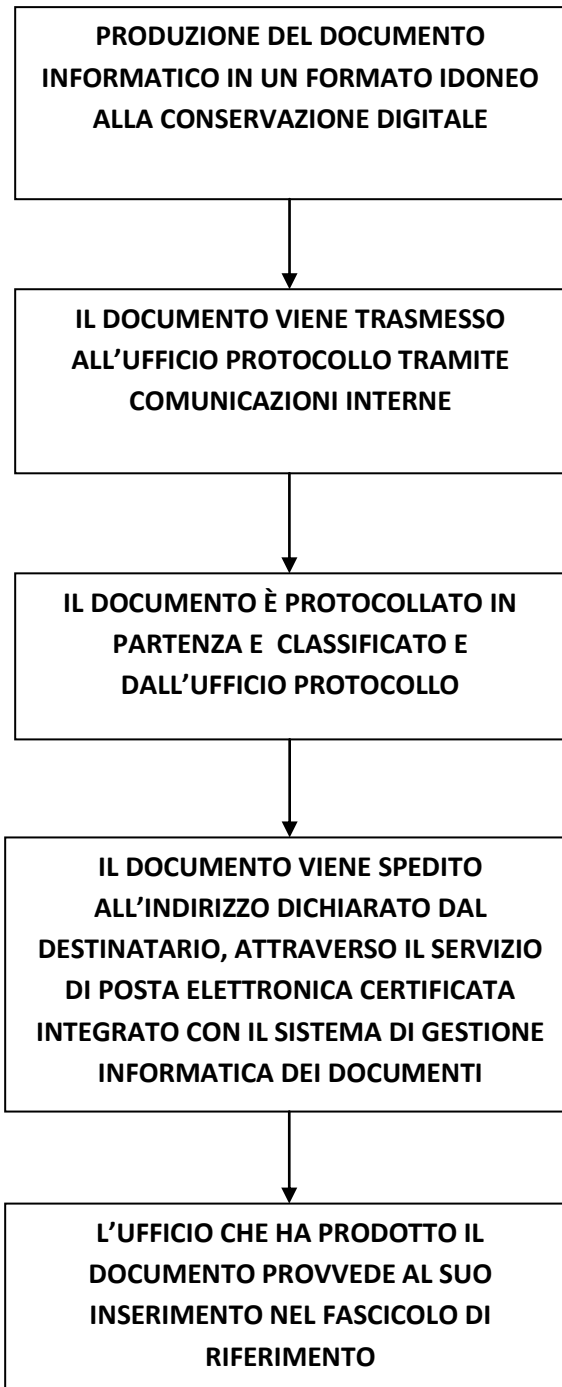 PRODUZIONE DEL DOCUMENTO
INFORMATICO IN UN FORMATO IDONEO
ALLA CONSERVAZIONE DIGITALE
IL DOCUMENTO VIENE TRASMESSO
ALL’UFFICIO PROTOCOLLO TRAMITE
COMUNICAZIONI INTERNE
IL DOCUMENTO È PROTOCOLLATO IN
PARTENZA E  CLASSIFICATO E
DALL’UFFICIO PROTOCOLLO
IL DOCUMENTO VIENE SPEDITO
ALL’INDIRIZZO DICHIARATO DAL
DESTINATARIO, ATTRAVERSO IL SERVIZIO
DI POSTA ELETTRONICA CERTIFICATA
INTEGRATO CON IL SISTEMA DI GESTIONE
INFORMATICA DEI DOCUMENTI
L’UFFICIO CHE HA PRODOTTO IL
DOCUMENTO PROVVEDE AL SUO
INSERIMENTO NEL FASCICOLO DI
RIFERIMENTO